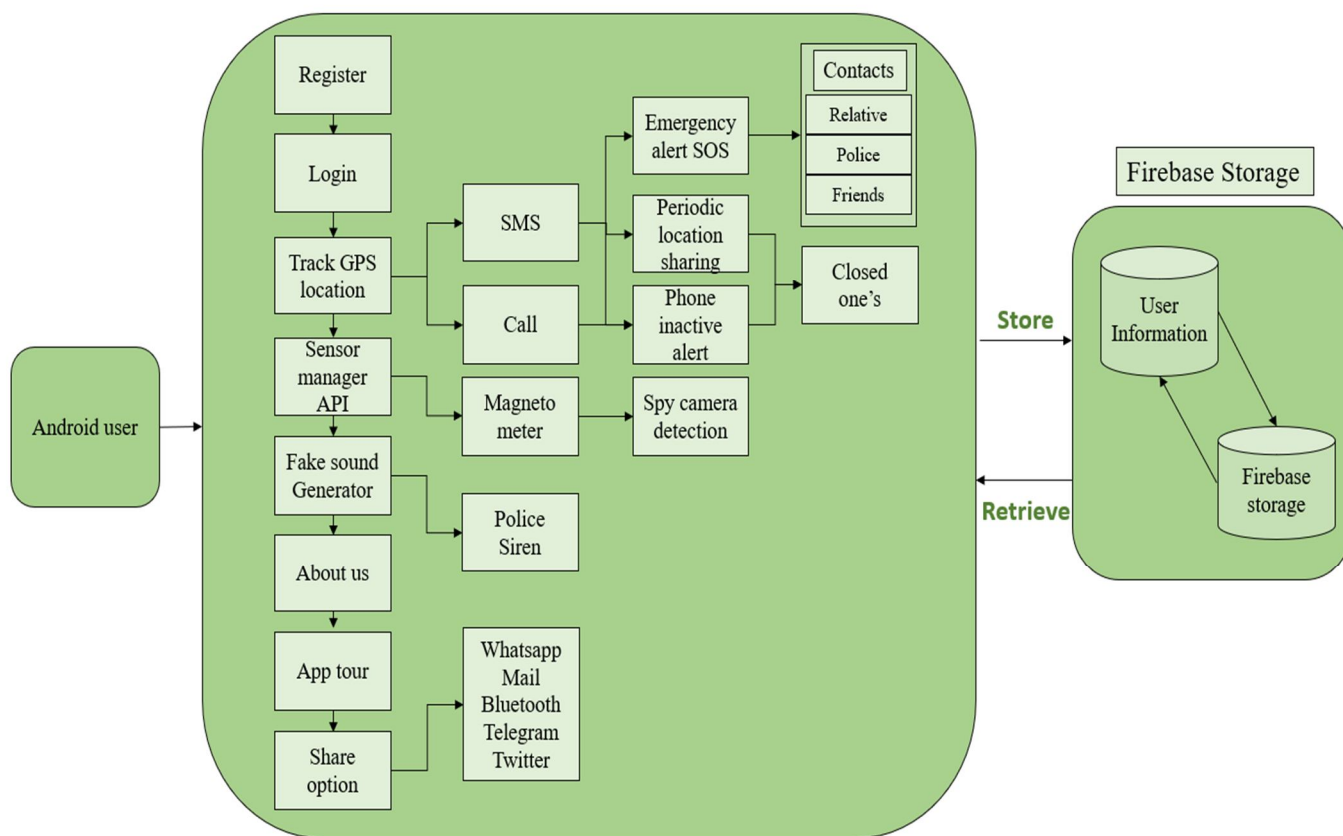 Android user
Register
Login
Track GPS
location
Sensor
manager
API
Fake sound
Generator
About us
App tour
Share
option
SMS
Call
Magneto
meter
Police
Siren
Whatsapp
Mail
Bluetooth
Telegram
Twitter
Emergency
alert SOS
Periodic
location
sharing
Phone
inactive
alert
Spy camera
detection
Contacts
Relative
Police
Friends
Closed
one’s
Store
Retrieve
Firebase Storage
User
Information
Firebase
storage